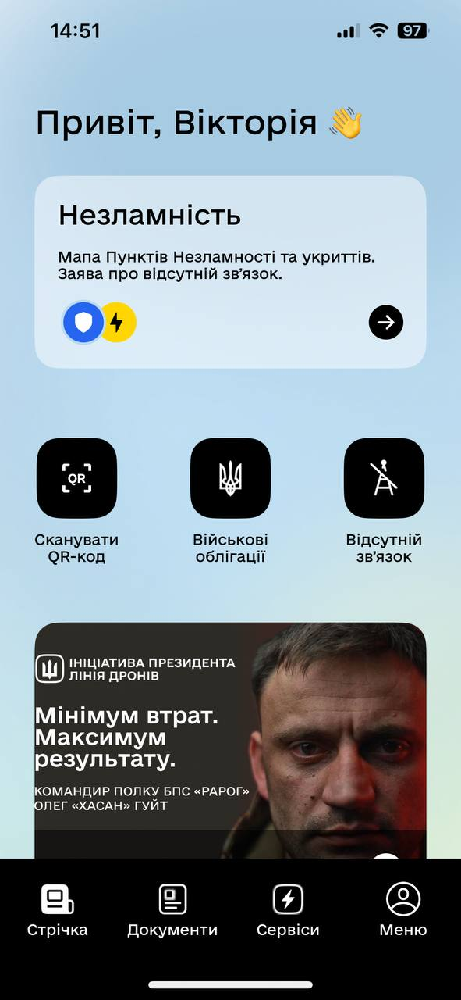 14:51
97
Привіт, Вікторія 👋
Незламність
Мапа Пунктів Незламності та укриттів.
Заява про відсутній зв’язок.
QR
Сканувати
QR-код
Військові
облігації
Відсутній
зв’язок
ІНІЦІАТИВА ПРЕЗИДЕНТА
ЛІНІЯ ДРОНІВ
Мінімум втрат.
Максимум
результату.
КОМАНДИР ПОЛКУ БПС «РАРОГ»
ОЛЕГ «ХАСАН» ГУЙТ
Стрічка
Документи
Сервіси
Меню